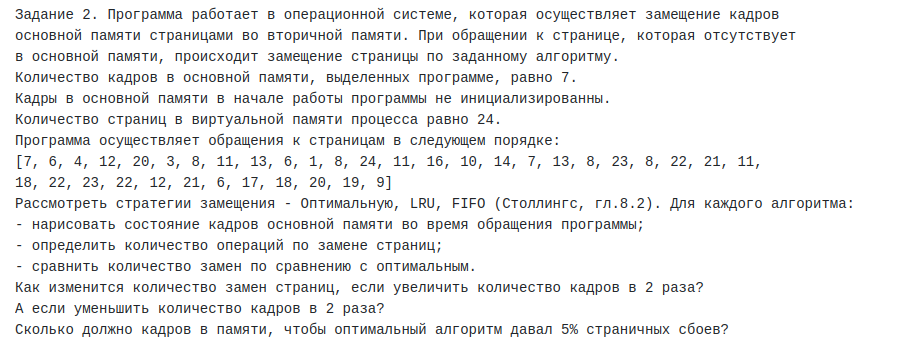 Задание 2. Программа работает в операционной системе, которая осуществляет замещение кадров
основной памяти страницами во вторичной памяти. При обращении к странице, которая отсутствует
в основной памяти, происходит замещение страницы по заданному алгоритму.
Количество кадров в основной памяти, выделенных программе, равно 7.
Кадры в основной памяти в начале работы программы не инициализированны.
Количество страниц в виртуальной памяти процесса равно 24.
Программа осуществляет обращения к страницам в следующем порядке:
[7, 6, 4, 12, 20, 3, 8, 11, 13, 6, 1, 8, 24, 11, 16, 10, 14, 7, 13, 8, 23, 8, 22, 21, 11,
18, 22, 23, 22, 12, 21, 6, 17, 18, 20, 19, 9]
Рассмотреть стратегии замещения - Оптимальную, LRU, FIFO (Столлингс, гл.8.2). Для каждого алгоритма:
- нарисовать состояние кадров основной памяти во время обращения программы;
- определить количество операций по замене страниц;
- сравнить количество замен по сравнению с оптимальным.
Как изменится количество замен страниц, если увеличить количество кадров в 2 раза?
А если уменьшить количество кадров в 2 раза?
Сколько должно кадров в памяти, чтобы оптимальный алгоритм давал 5% страничных сбоев?